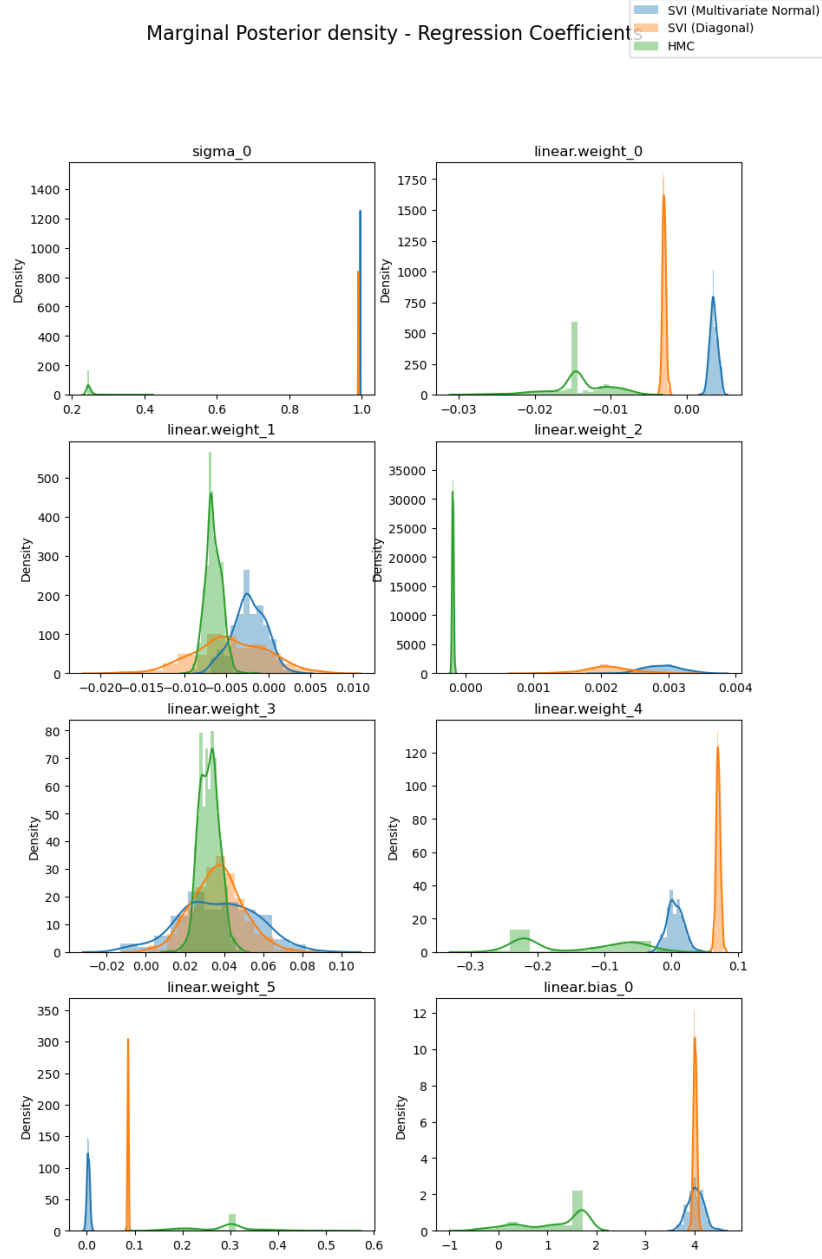 Marginal Posterior density - Regression Coefficients
SVI (Multivariate Normal)
SVI (Diagonal)
HMC
sigma_0
Density
1400
1200
1000
800
600
400
200
0
0.2 0.4 0.6 0.8 1.0
linear.weight_0
Density
1750
1500
1250
1000
750
500
250
0
−0.03 −0.02 −0.01 0.00
linear.weight_1
Density
500
400
300
200
100
0
−0.020 −0.015 −0.010 −0.005 0.000 0.005 0.010
linear.weight_2
Density
35000
30000
25000
20000
15000
10000
5000
0
0.000 0.001 0.002 0.003 0.004
linear.weight_3
Density
80
70
60
50
40
30
20
10
0
−0.02 0.00 0.02 0.04 0.06 0.08 0.10
linear.weight_4
Density
120
100
80
60
40
20
0
−0.3 −0.2 −0.1 0.0 0.1
linear.weight_5
Density
350
300
250
200
150
100
50
0
0.0 0.1 0.2 0.3 0.4 0.5 0.6
linear.bias_0
Density
12
10
8
6
4
2
0
−1 0 1 2 3 4